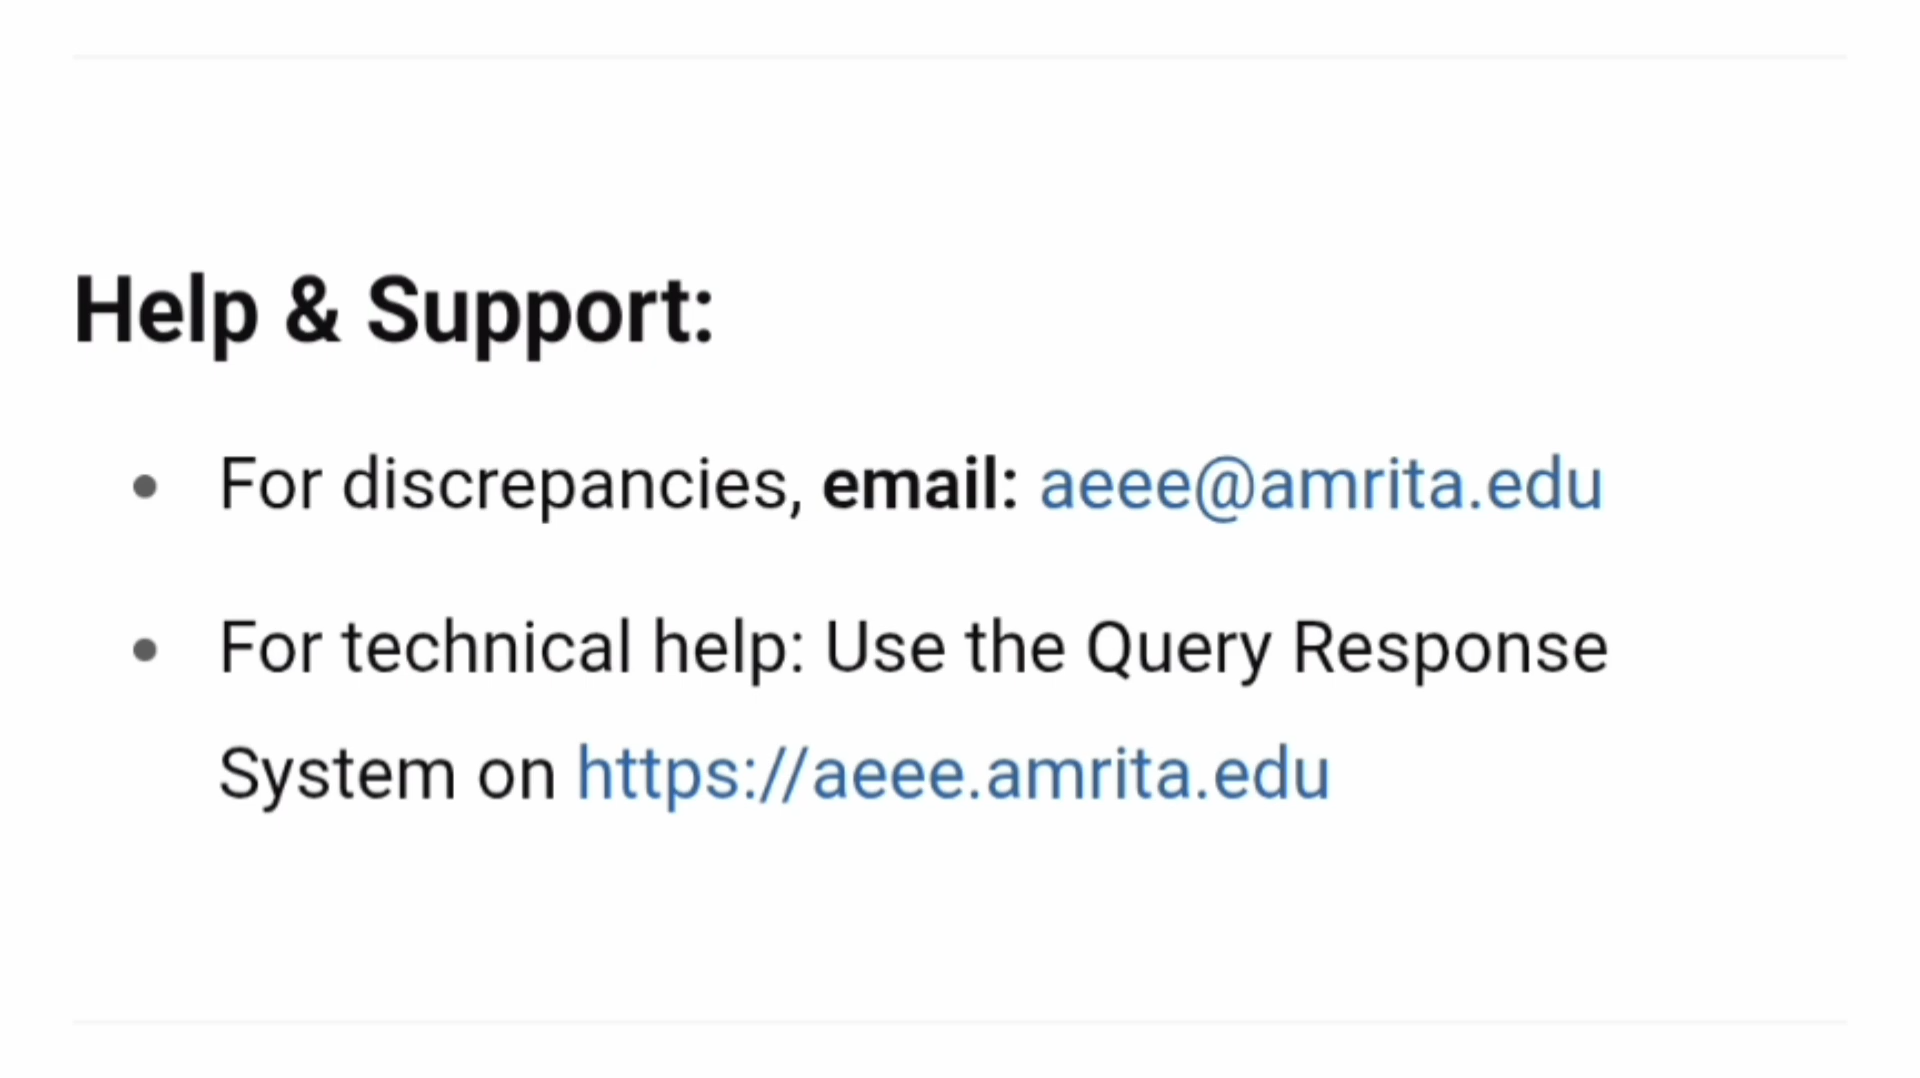 Help & Support:
For discrepancies, email: aeee@amrita.edu
For technical help: Use the Query Response
System on https://aeee.amrita.edu